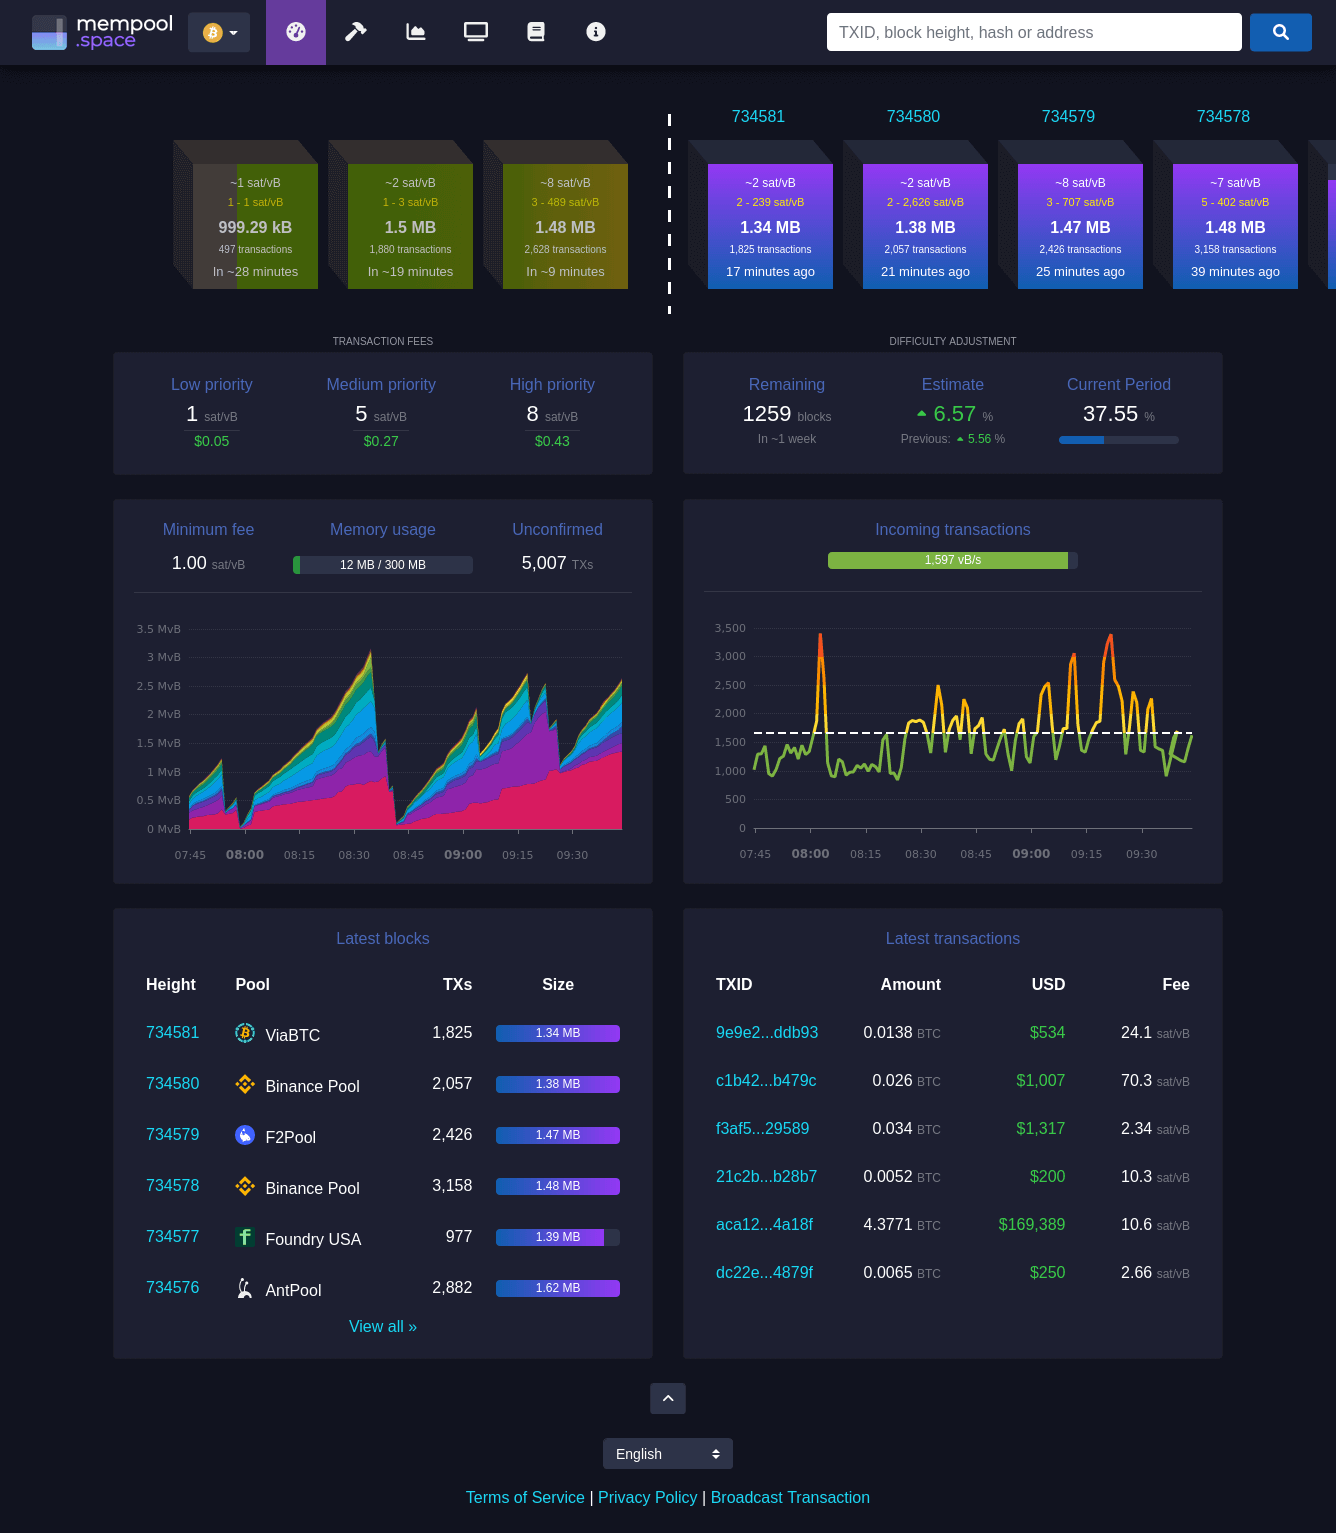 mempool
.space
TXID, block height, hash or address
734581 734580 734579 734578
~1 sat/vB
1 - 1 sat/vB
999.29 kB
497 transactions
In ~28 minutes
~2 sat/vB
1 - 3 sat/vB
1.5 MB
1,880 transactions
In ~19 minutes
~8 sat/vB
3 - 489 sat/vB
1.48 MB
2,628 transactions
In ~9 minutes
~2 sat/vB
2 - 239 sat/vB
1.34 MB
1,825 transactions
17 minutes ago
~2 sat/vB
2 - 2,626 sat/vB
1.38 MB
2,057 transactions
21 minutes ago
~8 sat/vB
3 - 707 sat/vB
1.47 MB
2,426 transactions
25 minutes ago
~7 sat/vB
5 - 402 sat/vB
1.48 MB
3,158 transactions
39 minutes ago
TRANSACTION FEES
Low priority Medium priority High priority
1 sat/vB 5 sat/vB 8 sat/vB
$0.05 $0.27 $0.43
DIFFICULTY ADJUSTMENT
Remaining Estimate Current Period
1259 blocks 6.57 % 37.55 %
In ~1 week Previous: 5.56 %
Minimum fee Memory usage Unconfirmed
1.00 sat/vB 12 MB / 300 MB 5,007 TXs
3.5 MvB
3 MvB
2.5 MvB
2 MvB
1.5 MvB
1 MvB
0.5 MvB
0 MvB
07:45 08:00 08:15 08:30 08:45 09:00 09:15 09:30
Incoming transactions
1,597 vB/s
3,500
3,000
2,500
2,000
1,500
1,000
500
0
07:45 08:00 08:15 08:30 08:45 09:00 09:15 09:30
Latest blocks
Height Pool TXs Size
734581 ViaBTC 1,825 1.34 MB
734580 Binance Pool 2,057 1.38 MB
734579 F2Pool 2,426 1.47 MB
734578 Binance Pool 3,158 1.48 MB
734577 Foundry USA 977 1.39 MB
734576 AntPool 2,882 1.62 MB
View all »
Latest transactions
TXID Amount USD Fee
9e9e2...ddb93 0.0138 BTC $534 24.1 sat/vB
c1b42...b479c 0.026 BTC $1,007 70.3 sat/vB
f3af5...29589 0.034 BTC $1,317 2.34 sat/vB
21c2b...b28b7 0.0052 BTC $200 10.3 sat/vB
aca12...4a18f 4.3771 BTC $169,389 10.6 sat/vB
dc22e...4879f 0.0065 BTC $250 2.66 sat/vB
English
Terms of Service | Privacy Policy | Broadcast Transaction